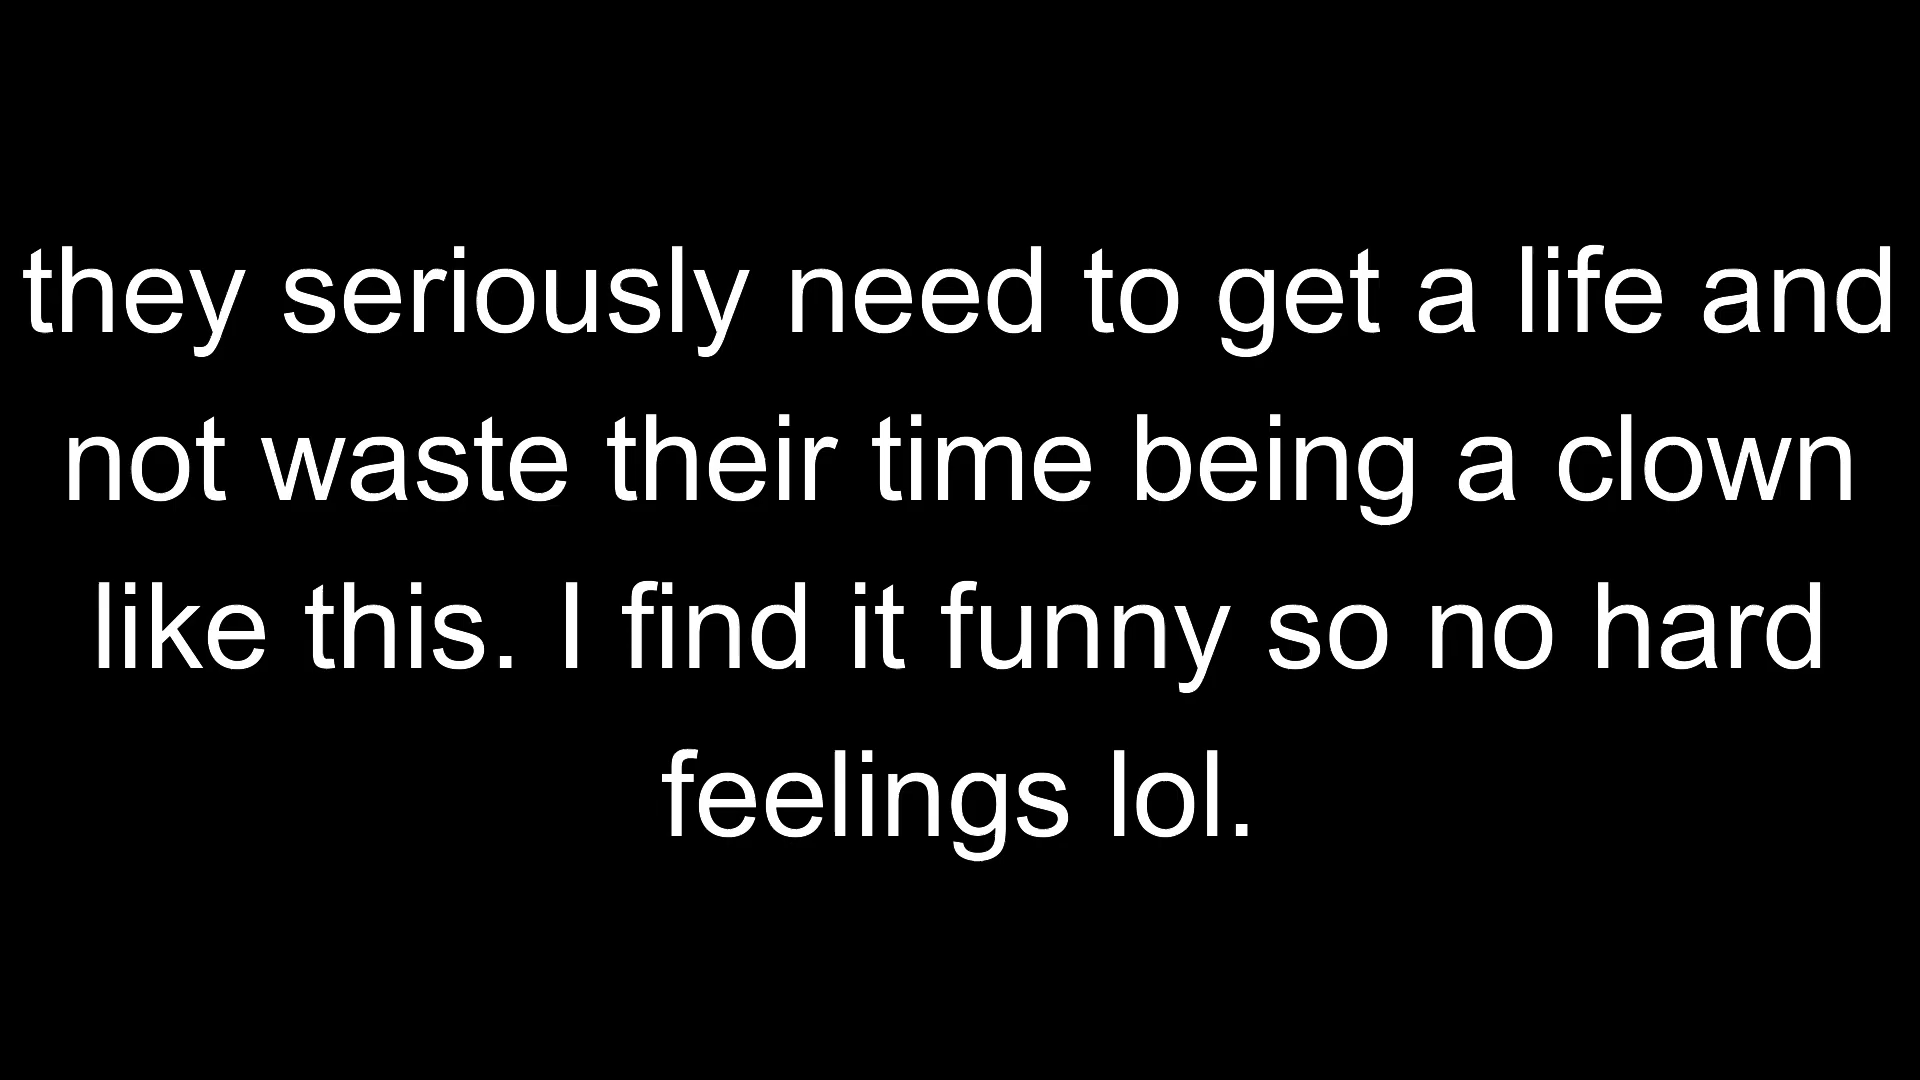 they seriously need to get a life and
not waste their time being a clown
like this. I find it funny so no hard
feelings lol.